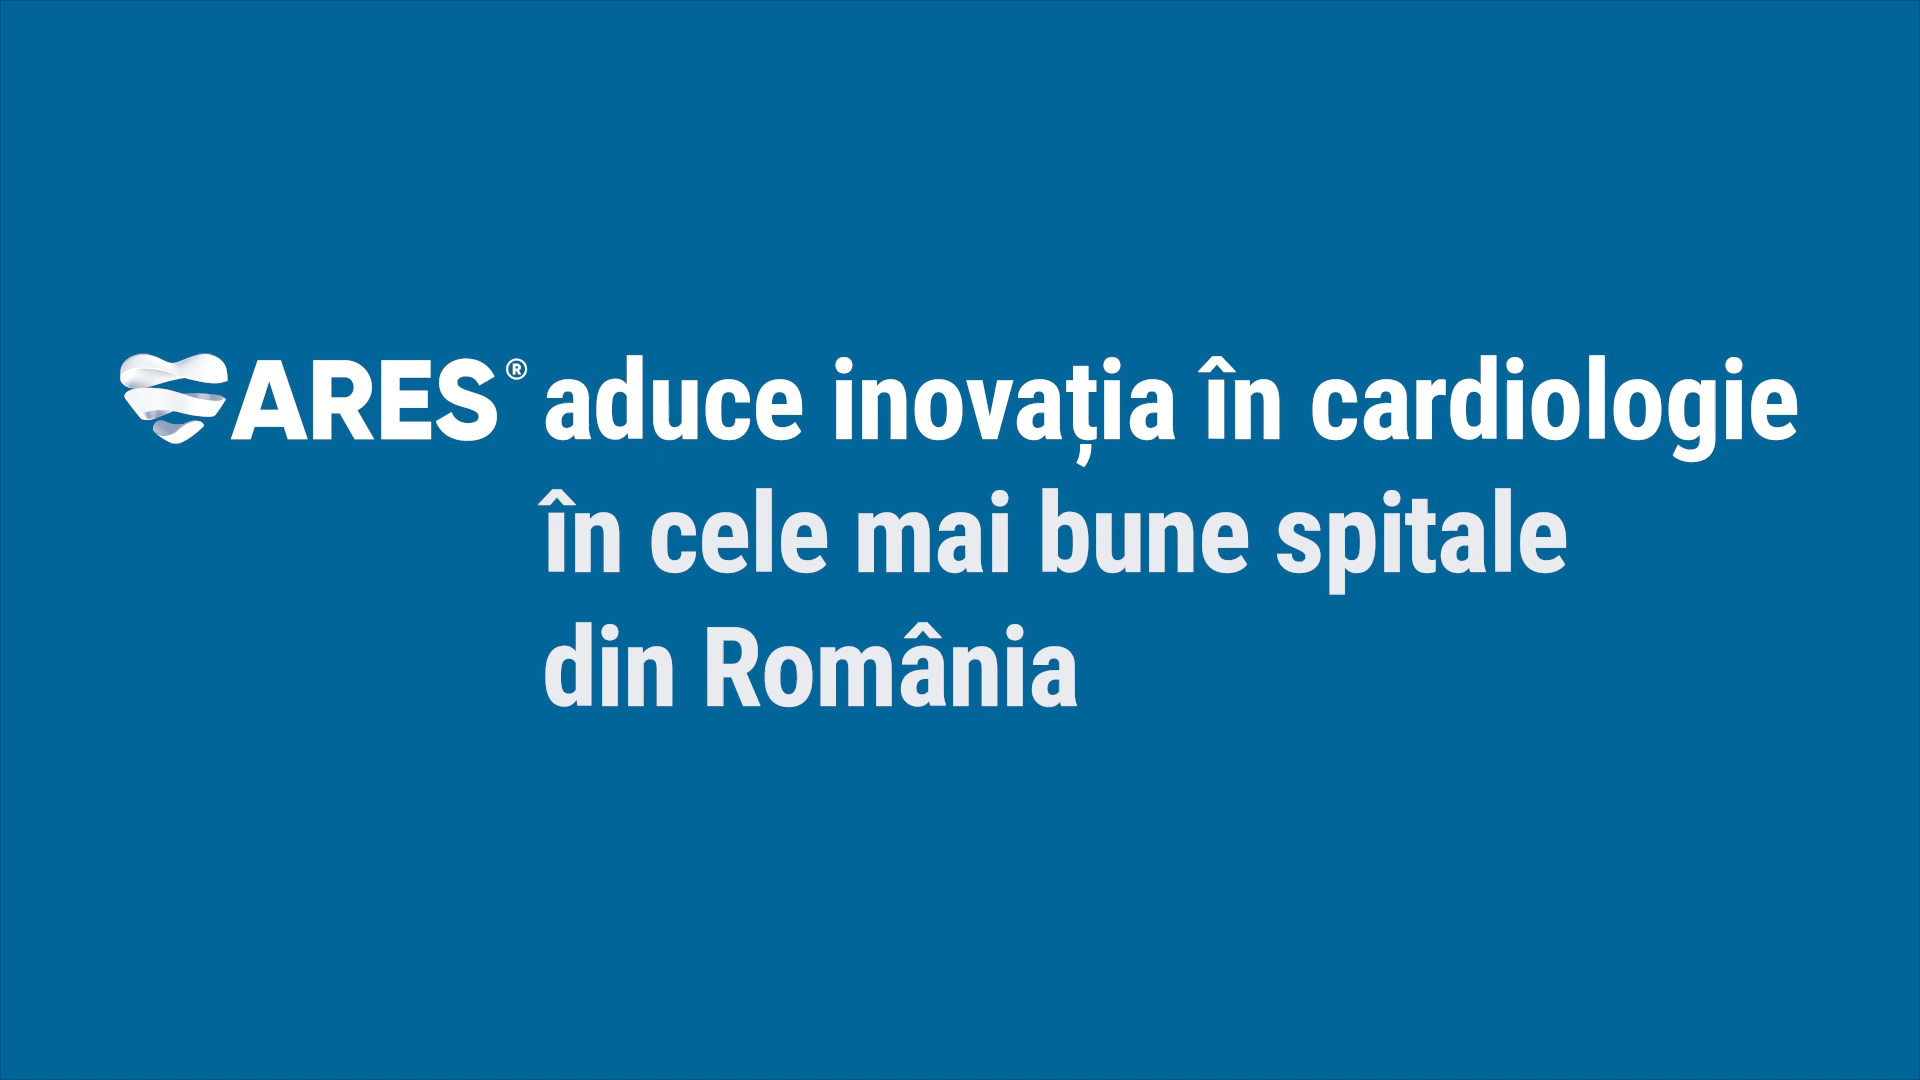 ARES® aduce inovația în cardiologie
în cele mai bune spitale
din România